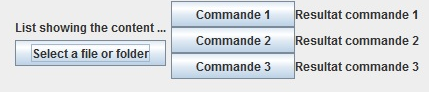 List showing the content ...
Select a file or folder
Commande 1 Resultat commande 1
Commande 2 Resultat commande 2
Commande 3 Resultat commande 3